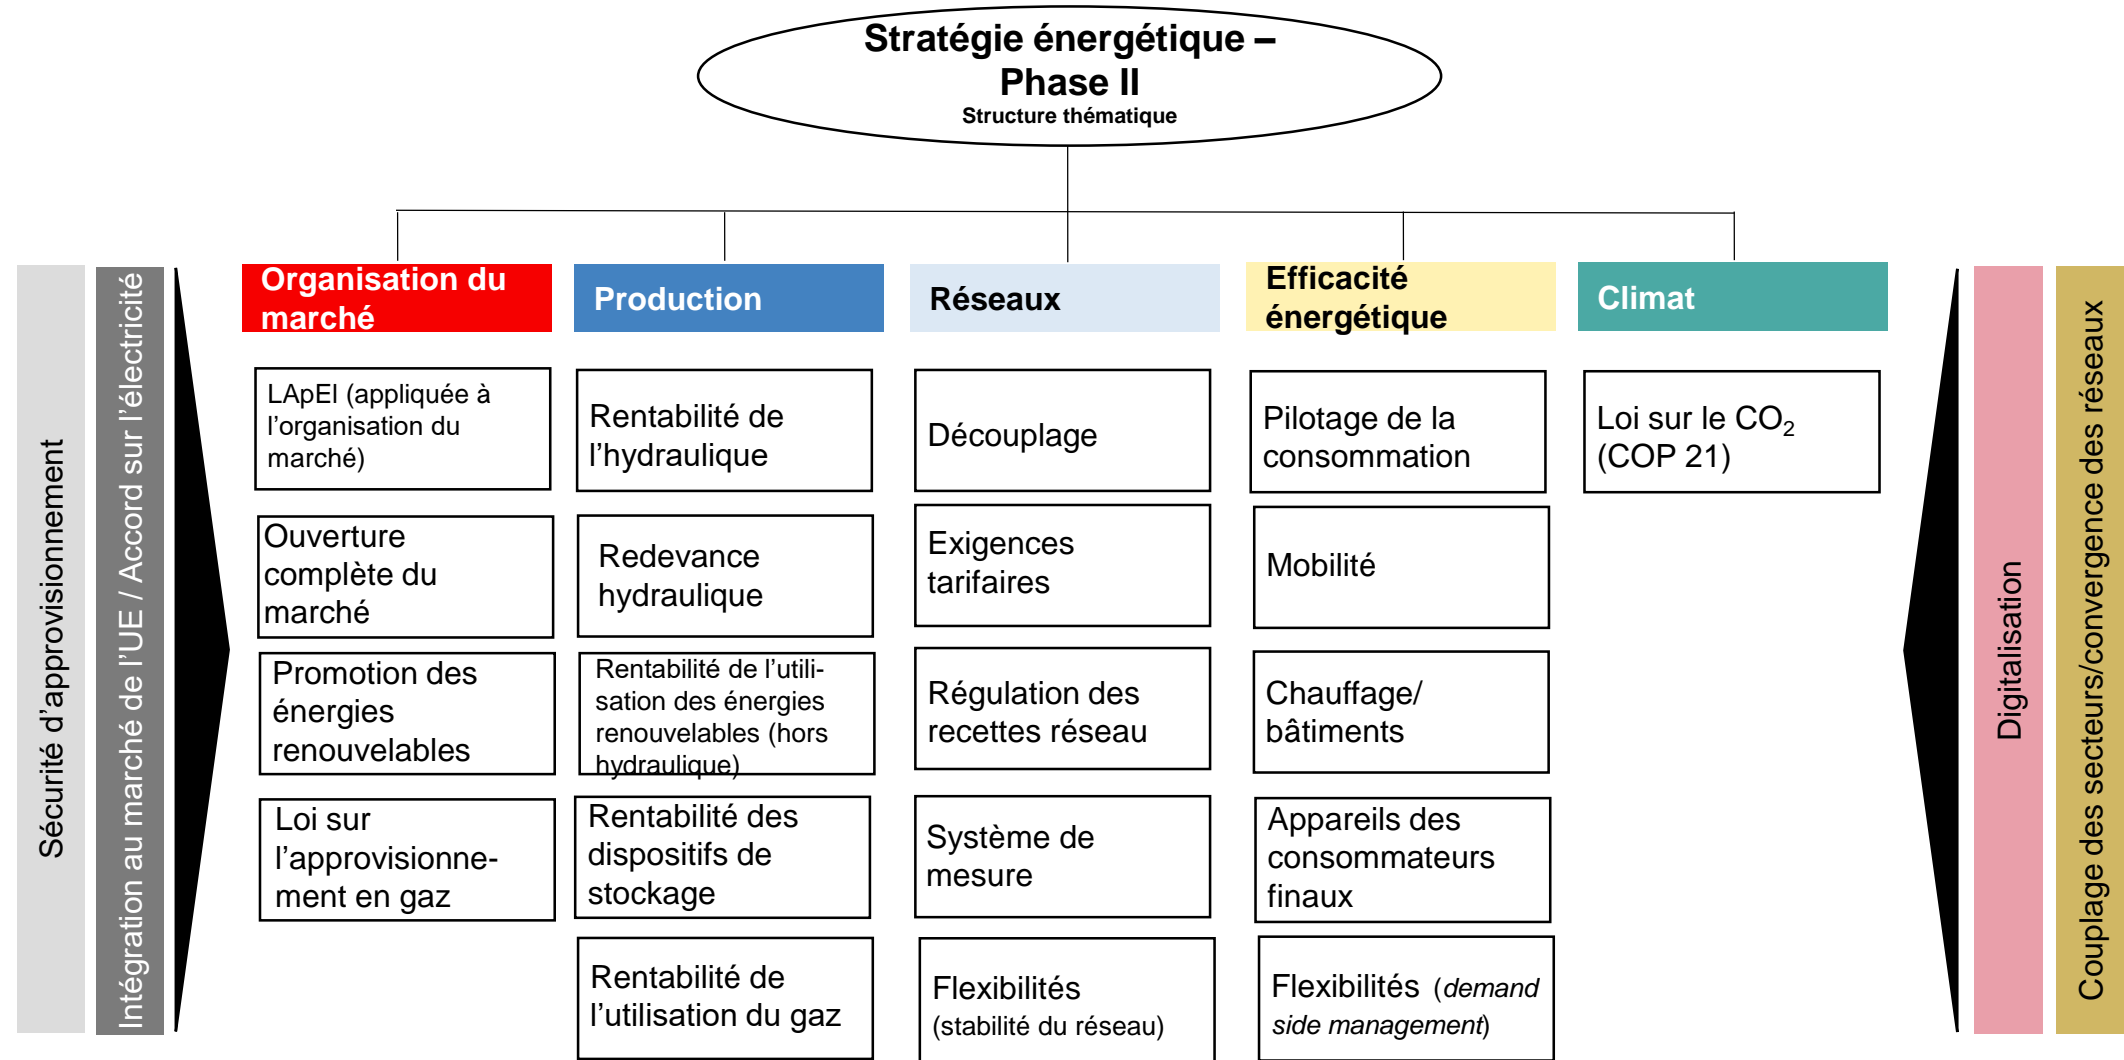 Stratégie énergétique –
Phase II
Structure thématique
Sécurité d’approvisionnement
Intégration au marché de l’UE / Accord sur l’électricité
Organisation du
marché
LApEl (appliquée à
l’organisation du
marché)
Ouverture
complète du
marché
Promotion des
énergies
renouvelables
Loi sur
l’approvisionne-
ment en gaz
Production
Rentabilité de
l’hydraulique
Redevance
hydraulique
Rentabilité de l’utili-
sation des énergies
renouvelables (hors
hydraulique)
Rentabilité des
dispositifs de
stockage
Rentabilité de
l’utilisation du gaz
Réseaux
Découplage
Exigences
tarifaires
Régulation des
recettes réseau
Système de
mesure
Flexibilités
(stabilité du réseau)
Efficacité
énergétique
Pilotage de la
consommation
Mobilité
Chauffage/
bâtiments
Appareils des
consommateurs
finaux
Flexibilités (demand
side management)
Climat
Loi sur le CO₂
(COP 21)
Digitalisation
Couplage des secteurs/convergence des réseaux